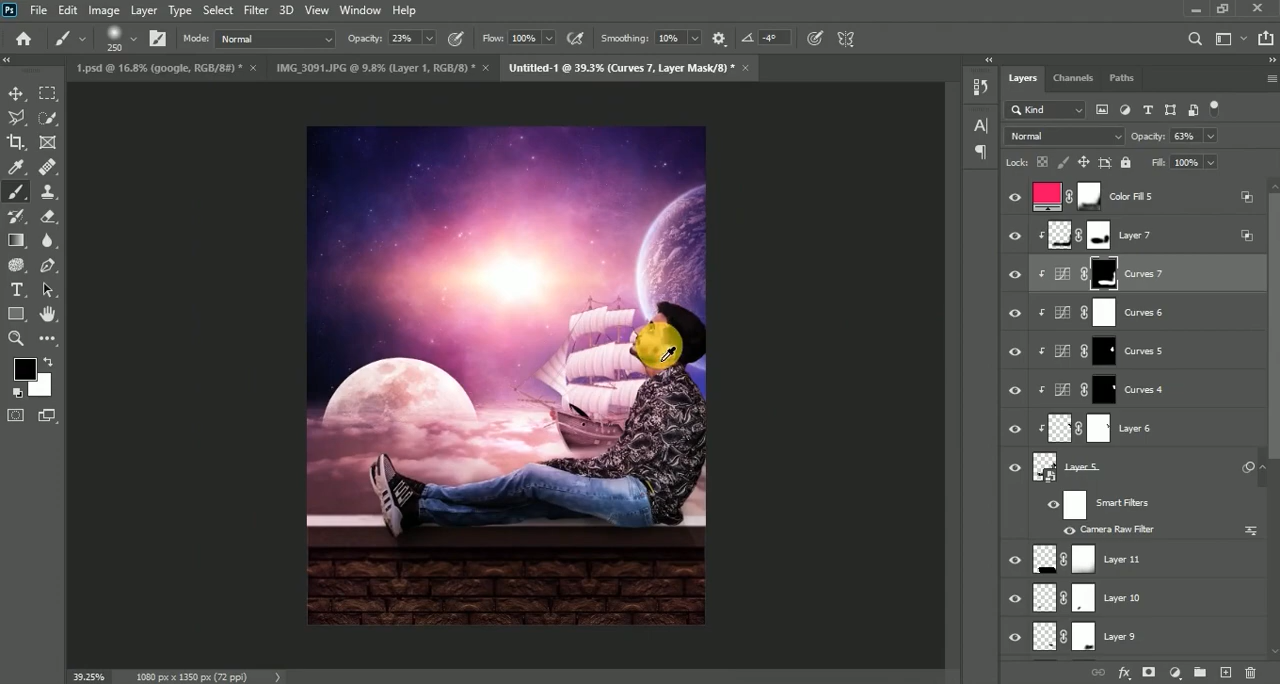 Ps File Edit Image Layer Type Select Filter 3D View Window Help
250 Mode: Normal Opacity: 23% Flow: 100% Smoothing: 10% -4°
1.psd @ 16.8% (google, RGB/8#) * × IMG_3091.JPG @ 9.8% (Layer 1, RGB/8) * × Untitled-1 @ 39.3% (Curves 7, Layer Mask/8) * ×
Layers Channels Paths
Kind
Normal Opacity: 63%
Lock: Fill: 100%
Color Fill 5
Layer 7
Curves 7
Curves 6
Curves 5
Curves 4
Layer 6
Layer 5
Smart Filters
Camera Raw Filter
Layer 11
Layer 10
Layer 9
39.25% 1080 px x 1350 px (72 ppi)